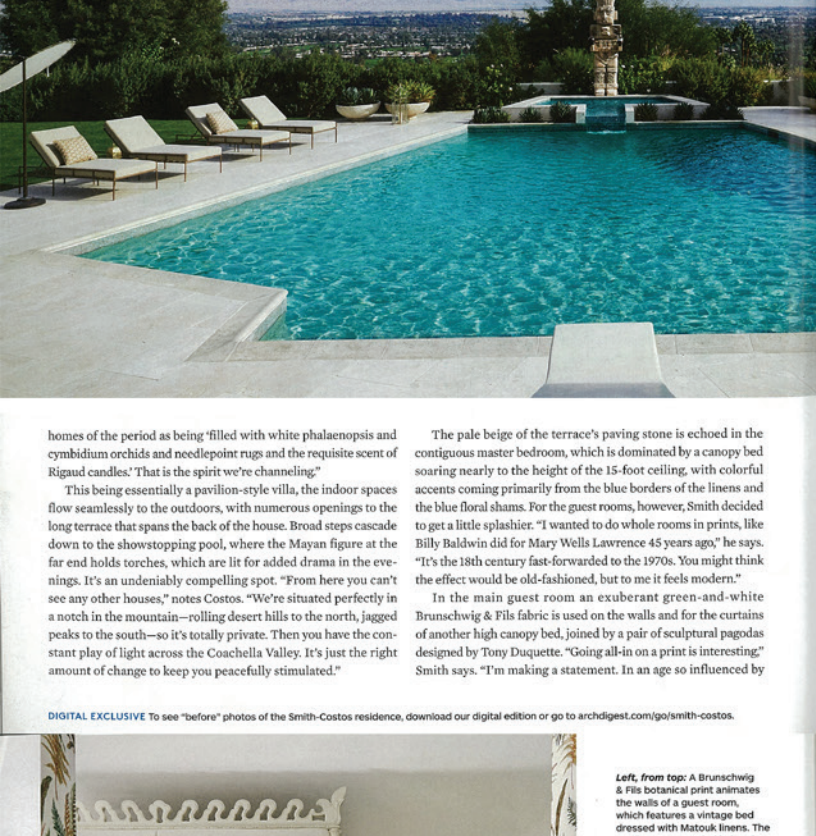 homes of the period as being ‘filled with white phalaenopsis and
cymbidium orchids and needlepoint rugs and the requisite scent of
Rigaud candles.’ That is the spirit we’re channeling.”
This being essentially a pavilion-style villa, the indoor spaces
flow seamlessly to the outdoors, with numerous openings to the
long terrace that spans the back of the house. Broad steps cascade
down to the showstopping pool, where the Mayan figure at the
far end holds torches, which are lit for added drama in the eve-
nings. It’s an undeniably compelling spot. “From here you can’t
see any other houses,” notes Costos. “We’re situated perfectly in
a notch in the mountain—rolling desert hills to the north, jagged
peaks to the south—so it’s totally private. Then you have the con-
stant play of light across the Coachella Valley. It’s just the right
amount of change to keep you peacefully stimulated.”
The pale beige of the terrace’s paving stone is echoed in the
contiguous master bedroom, which is dominated by a canopy bed
soaring nearly to the height of the 15-foot ceiling, with colorful
accents coming primarily from the blue borders of the linens and
the blue floral shams. For the guest rooms, however, Smith decided
to get a little splashier. “I wanted to do whole rooms in prints, like
Billy Baldwin did for Mary Wells Lawrence 45 years ago,” he says.
“It’s the 18th century fast-forwarded to the 1970s. You might think
the effect would be old-fashioned, but to me it feels modern.”
In the main guest room an exuberant green-and-white
Brunschwig & Fils fabric is used on the walls and for the curtains
of another high canopy bed, joined by a pair of sculptural pagodas
designed by Tony Duquette. “Going all-in on a print is interesting,”
Smith says. “I’m making a statement. In an age so influenced by
DIGITAL EXCLUSIVE To see “before” photos of the Smith-Costos residence, download our digital edition or go to archdigest.com/go/smith-costos.
Left, from top: A Brunschwig
& Fils botanical print animates
the walls of a guest room,
which features a vintage bed
dressed with Matouk linens. The